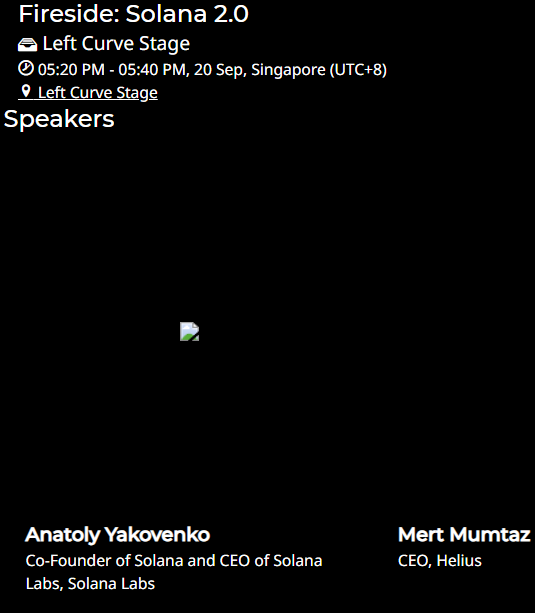 Fireside: Solana 2.0
Left Curve Stage
05:20 PM - 05:40 PM, 20 Sep, Singapore (UTC+8)
Left Curve Stage
Speakers
Anatoly Yakovenko
Co-Founder of Solana and CEO of Solana
Labs, Solana Labs
Mert Mumtaz
CEO, Helius